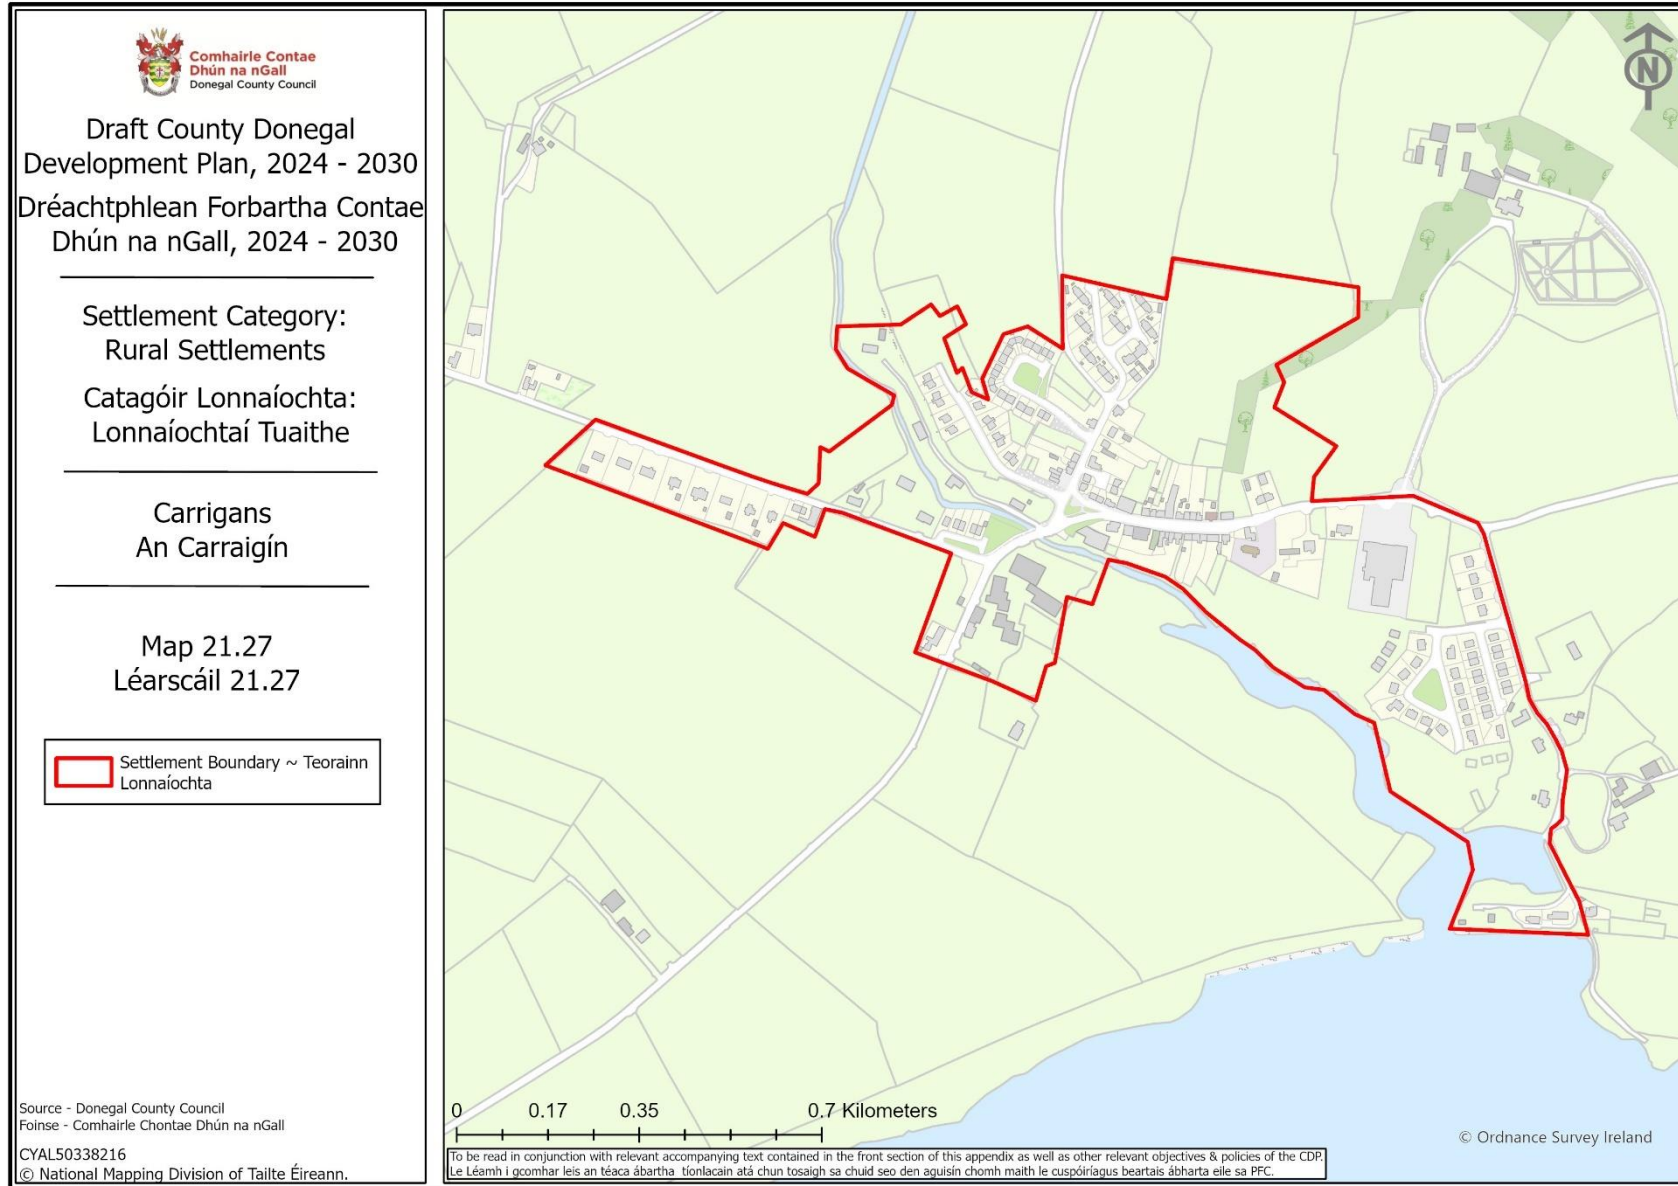 Comhairle Contae
Dhún na nGall
Donegal County Council
Draft County Donegal
Development Plan, 2024 - 2030
Dréachtphlean Forbartha Contae
Dhún na nGall, 2024 - 2030
Settlement Category:
Rural Settlements
Catagóir Lonnaíochta:
Lonnaíochtaí Tuaithe
Carrigans
An Carraigín
Map 21.27
Léarscáil 21.27
Settlement Boundary ~ Teorainn
Lonnaíochta
Source - Donegal County Council
Foinse - Comhairle Chontae Dhún na nGall
CYAL50338216
© National Mapping Division of Tailte Éireann.
N
0 0.17 0.35 0.7 Kilometers
© Ordnance Survey Ireland
To be read in conjunction with relevant accompanying text contained in the front section of this appendix as well as other relevant objectives & policies of the CDP.
Le Léamh i gcomhar leis an téaca ábartha tíonlacain atá chun tosaigh sa chuid seo den aguisín chomh maith le cuspóiríagus beartais ábharta eile sa PFC.